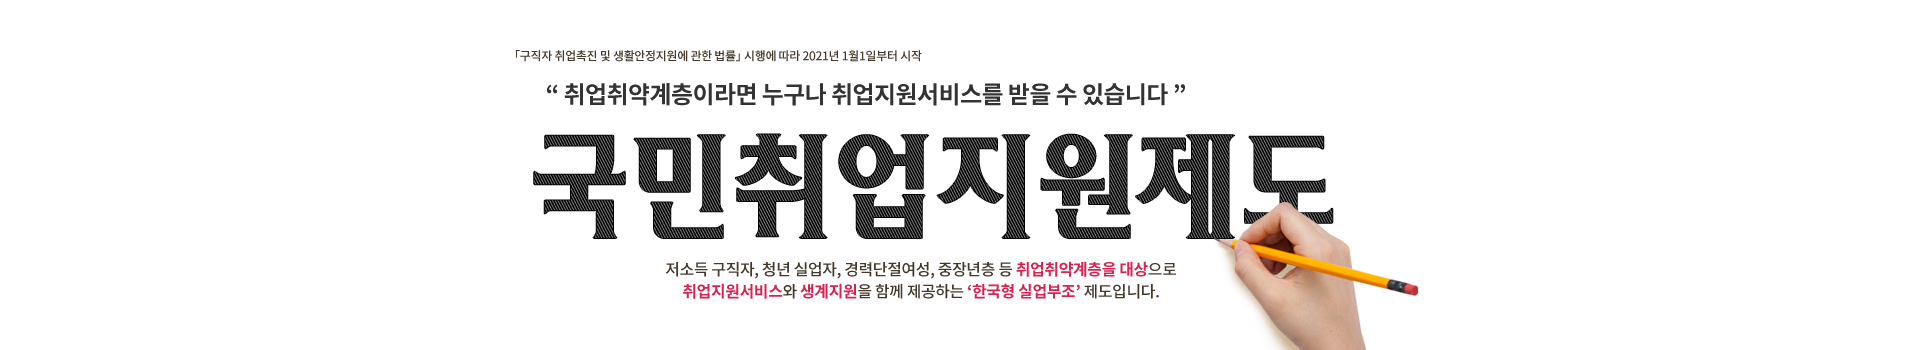 「구직자 취업촉진 및 생활안정지원에 관한 법률」 시행에 따라 2021년 1월1일부터 시작
“ 취업취약계층이라면 누구나 취업지원서비스를 받을 수 있습니다 ”
국민취업지원제도
저소득 구직자, 청년 실업자, 경력단절여성, 중장년층 등 취업취약계층을 대상으로
취업지원서비스와 생계지원을 함께 제공하는 ‘한국형 실업부조’ 제도입니다.